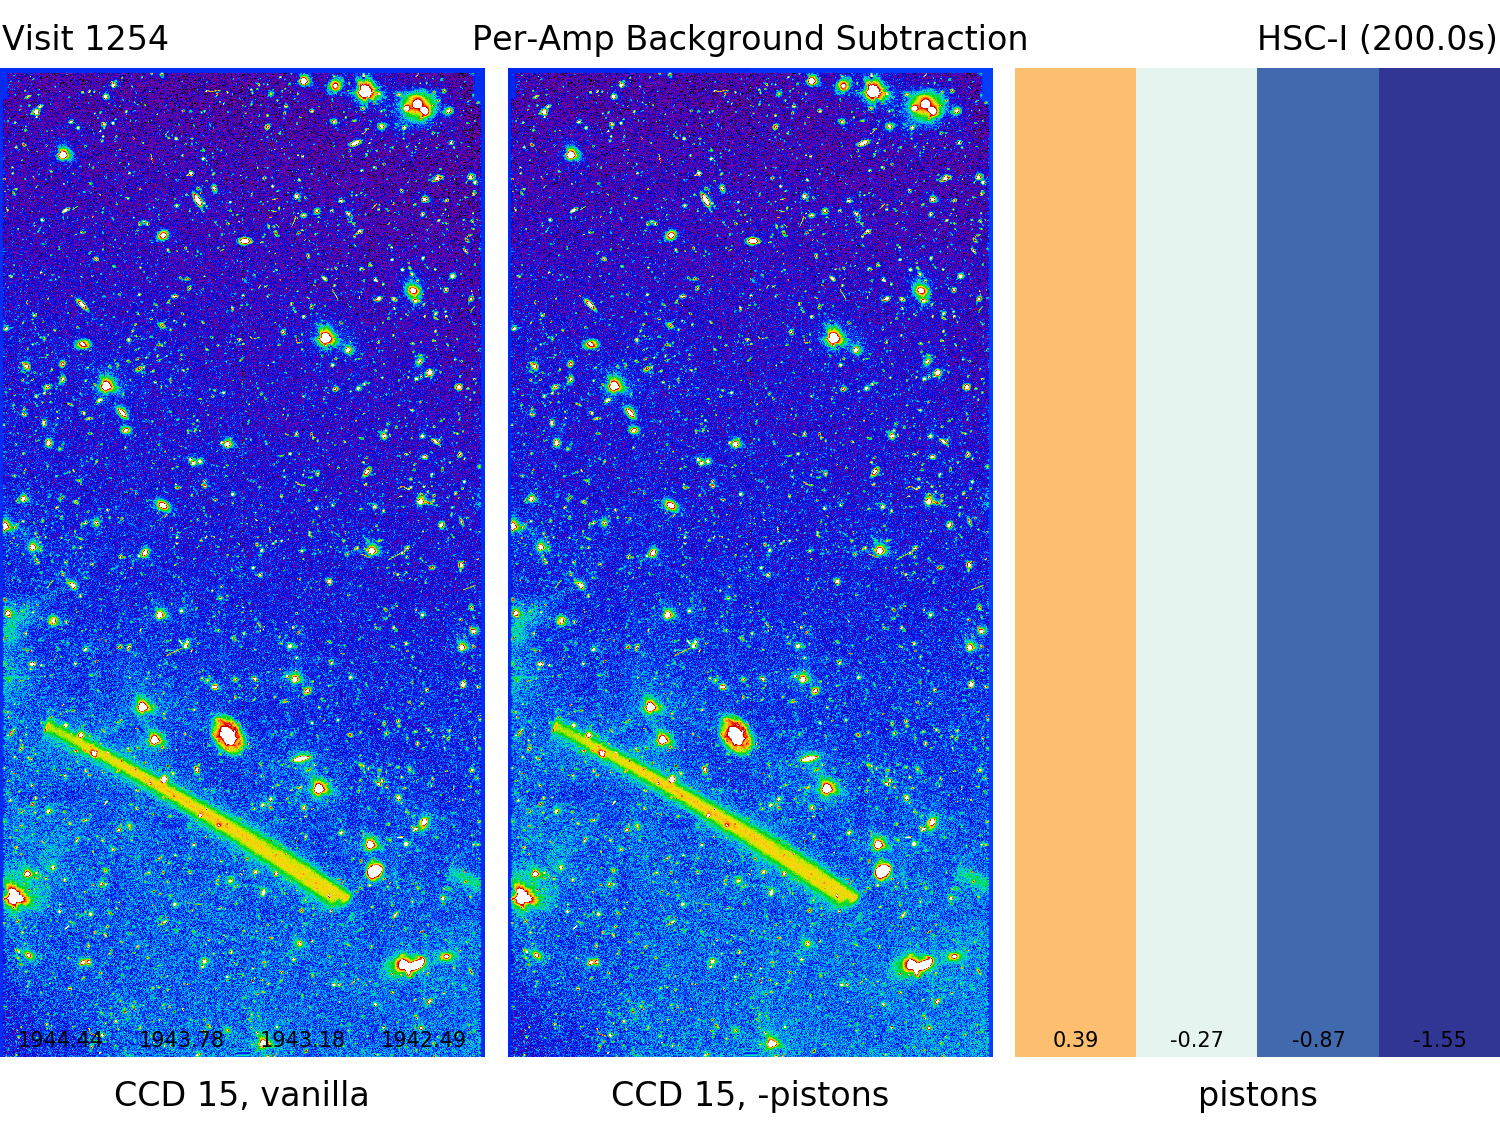 Visit 1254 Per-Amp Background Subtraction HSC-I (200.0s)
1944.44 1943.78 1943.18 1942.49 0.39 -0.27 -0.87 -1.55
CCD 15, vanilla CCD 15, -pistons pistons